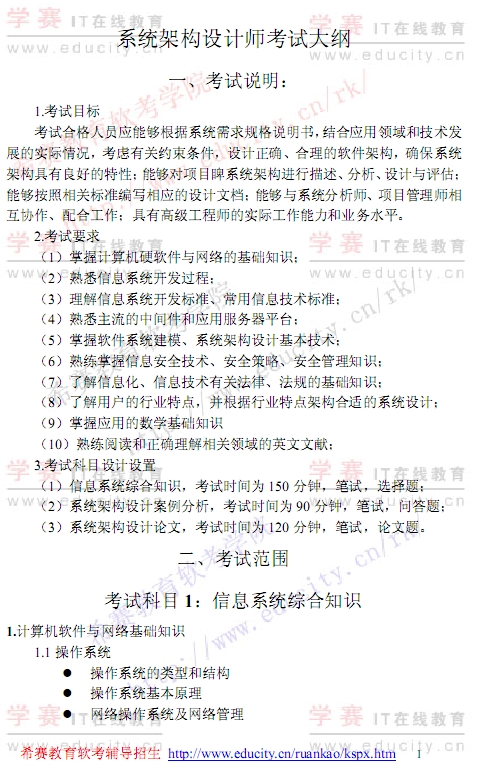 系统架构设计师考试大纲
一、考试说明：
1.考试目标
考试合格人员应能够根据系统需求规格说明书，结合应用领域和技术发
展的实际情况，考虑有关约束条件，设计正确、合理的软件架构，确保系统
架构具有良好的特性；能够对项目睥系统架构进行描述、分析、设计与评估；
能够按照相关标准编写相应的设计文档；能够与系统分析师、项目管理师相
互协作、配合工作；具有高级工程师的实际工作能力和业务水平。
2.考试要求
（1）掌握计算机硬软件与网络的基础知识；
（2）熟悉信息系统开发过程；
（3）理解信息系统开发标准、常用信息技术标准；
（4）熟悉主流的中间件和应用服务器平台；
（5）掌握软件系统建模、系统架构设计基本技术；
（6）熟练掌握信息安全技术、安全策略、安全管理知识；
（7）了解信息化、信息技术有关法律、法规的基础知识；
（8）了解用户的行业特点，并根据行业特点架构合适的系统设计；
（9）掌握应用的数学基础知识
（10）熟练阅读和正确理解相关领域的英文文献；
3.考试科目设计设置
（1）信息系统综合知识，考试时间为 150 分钟，笔试，选择题；
（2）系统架构设计案例分析，考试时间为 90 分钟，笔试，问答题；
（3）系统架构设计论文，考试时间为 120 分钟，笔试，论文题。
二、考试范围
考试科目 1：信息系统综合知识
1.计算机软件与网络基础知识
1.1 操作系统
● 操作系统的类型和结构
● 操作系统基本原理
● 网络操作系统及网络管理
希赛教育软考辅导招生 http://www.educity.cn/ruankao/kspx.htm 1
学赛 IT在线教育
www.educity.cn
希赛教育软考学院
http://www.educity.cn/rk/